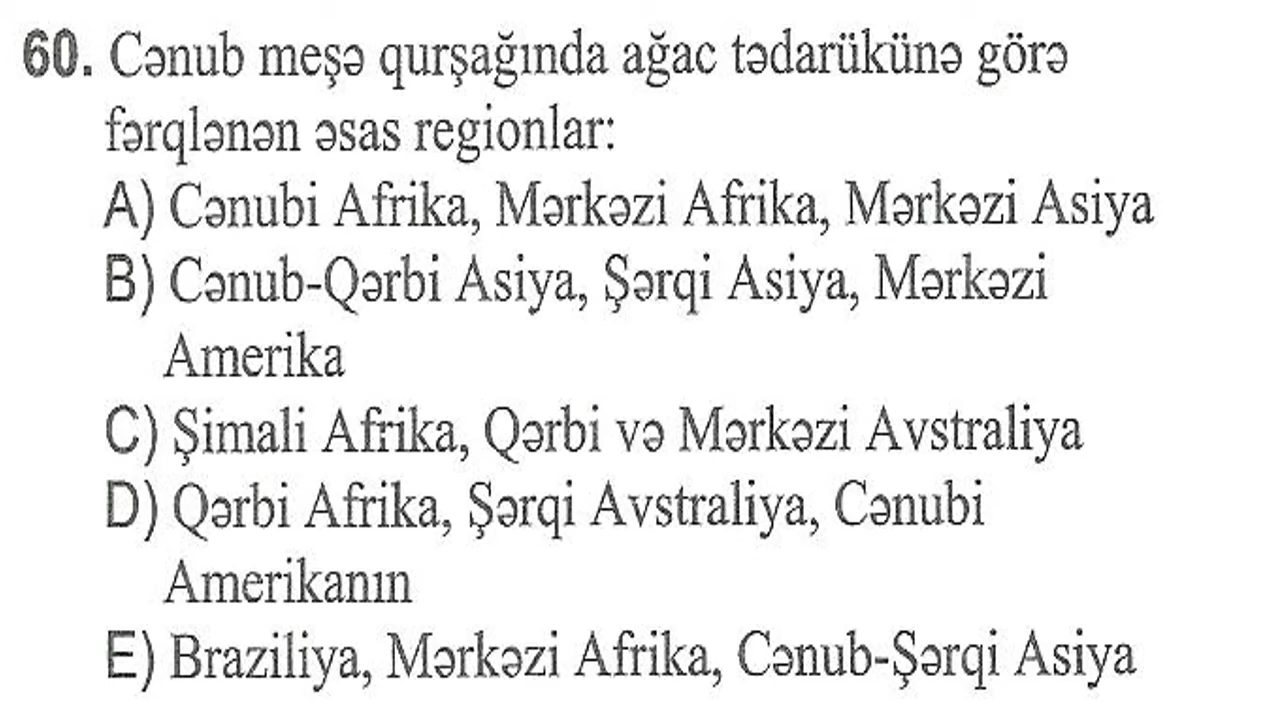 60. Cənub meşə qurşağında ağac tədarükünə görə
fərqlənən əsas regionlar:
A) Cənubi Afrika, Mərkəzi Afrika, Mərkəzi Asiya
B) Cənub-Qərbi Asiya, Şərqi Asiya, Mərkəzi
Amerika
C) Şimali Afrika, Qərbi və Mərkəzi Avstraliya
D) Qərbi Afrika, Şərqi Avstraliya, Cənubi
Amerikanın
E) Braziliya, Mərkəzi Afrika, Cənub-Şərqi Asiya